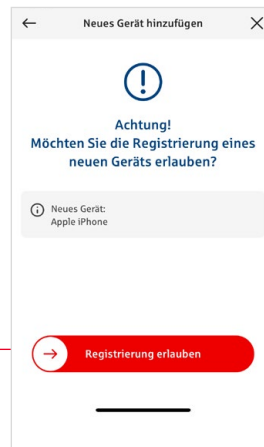 Neues Gerät hinzufügen
Achtung!
Möchten Sie die Registrierung eines
neuen Geräts erlauben?
Neues Gerät:
Apple iPhone
Registrierung erlauben